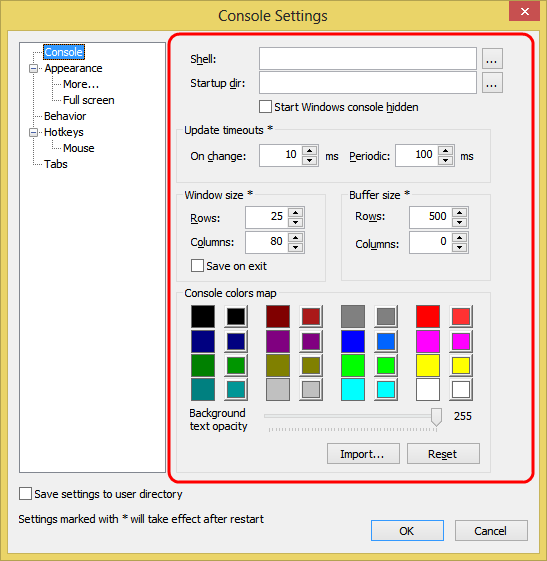 Console Settings
Console
Appearance
More...
Full screen
Behavior
Hotkeys
Mouse
Tabs
Shell:
...
Startup dir:
...
Start Windows console hidden
Update timeouts *
On change: 10 ms Periodic: 100 ms
Window size *
Rows: 25
Columns: 80
Save on exit
Buffer size *
Rows: 500
Columns: 0
Console colors map
Background
text opacity
255
Import... Reset
Save settings to user directory
Settings marked with * will take effect after restart
OK Cancel